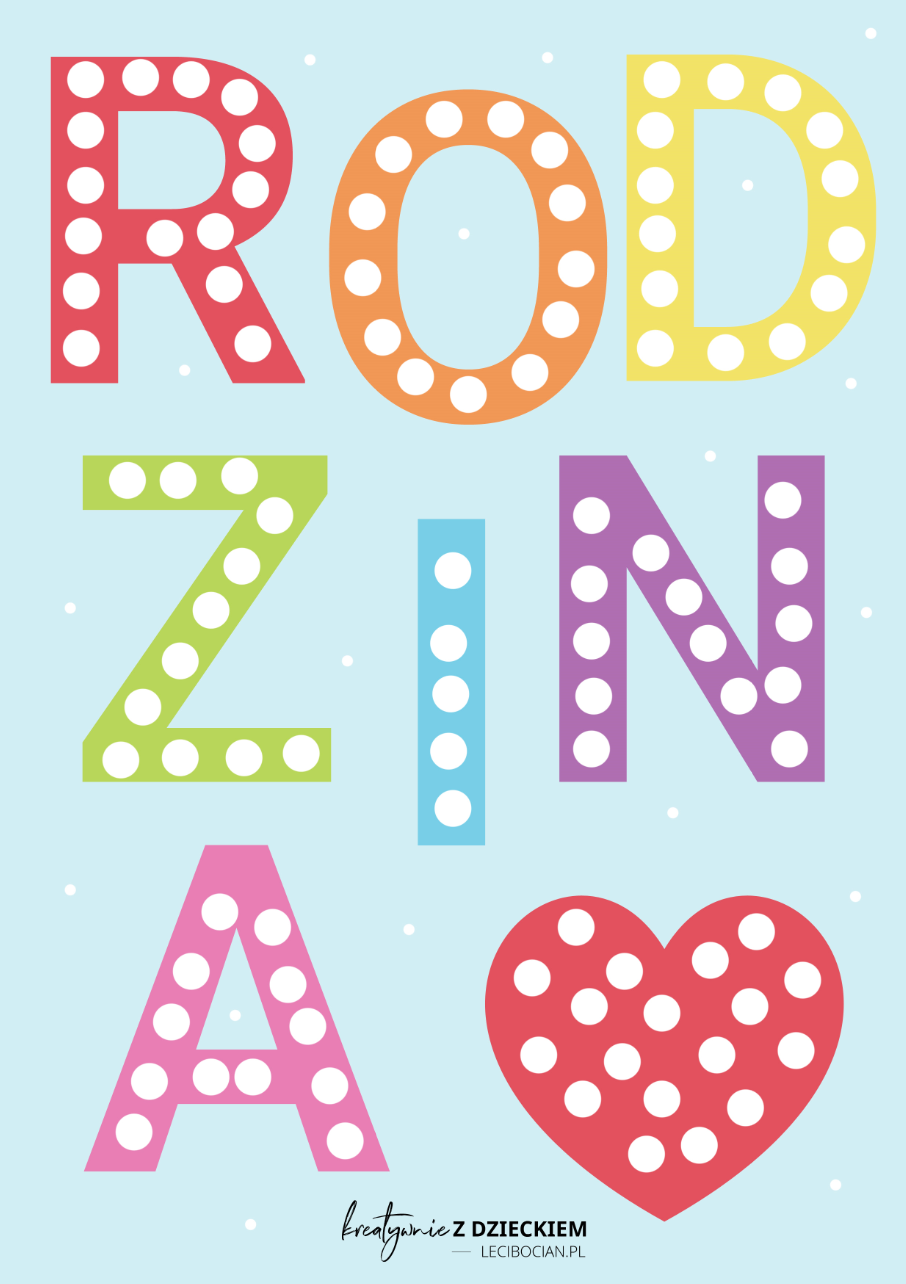 ROD
ZIN
A
kreatywnie Z DZIECKIEM
LECIBOCIAN.PL